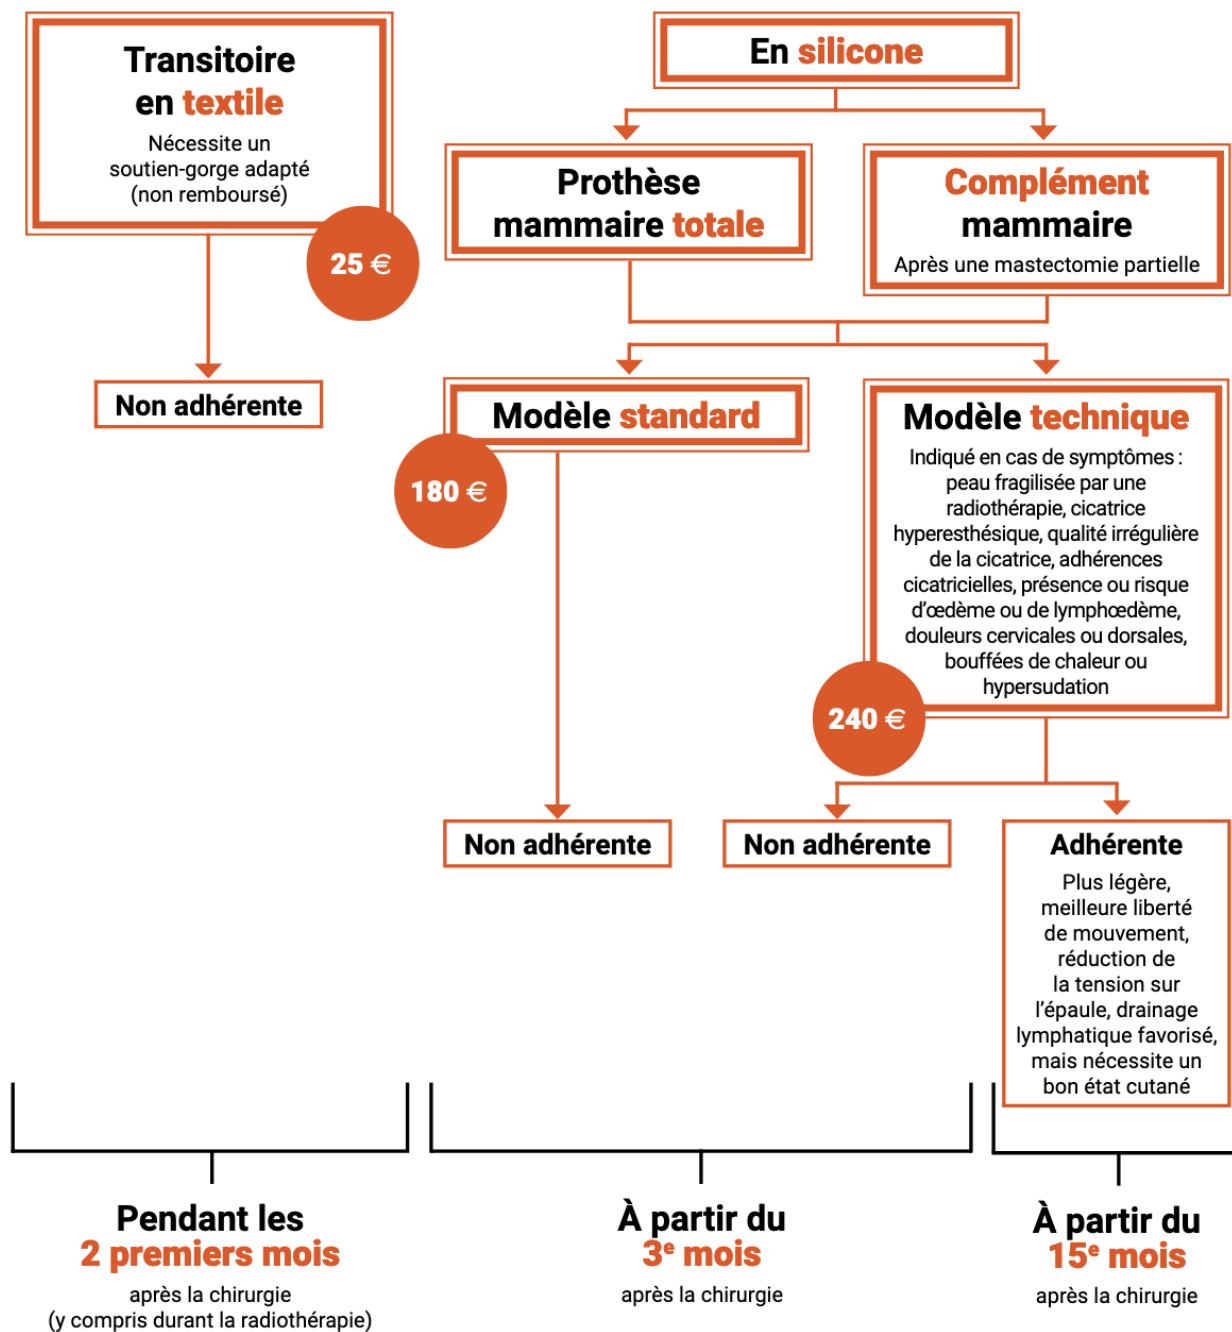 Transitoire
en textile
Nécessite un
soutien-gorge adapté
(non remboursé)
25 €
Non adhérente
En silicone
Prothèse
mammaire totale
Complément
mammaire
Après une mastectomie partielle
Modèle standard
180 €
Modèle technique
Indiqué en cas de symptômes :
peau fragilisée par une
radiothérapie, cicatrice
hyperesthésique, qualité irrégulière
de la cicatrice, adhérences
cicatricielles, présence ou risque
d’œdème ou de lymphœdème,
douleurs cervicales ou dorsales,
bouffées de chaleur ou
hypersudation
240 €
Non adhérente
Non adhérente
Adhérente
Plus légère,
meilleure liberté
de mouvement,
réduction de
la tension sur
l’épaule, drainage
lymphatique favorisé,
mais nécessite un
bon état cutané
Pendant les
2 premiers mois
après la chirurgie
(y compris durant la radiothérapie)
À partir du
3e mois
après la chirurgie
À partir du
15e mois
après la chirurgie